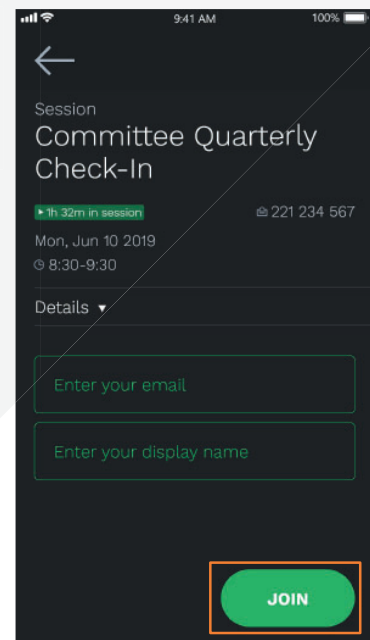 9:41 AM 100%
Session
Committee Quarterly
Check-In
1h 32m in session 221 234 567
Mon, Jun 10 2019
8:30-9:30
Details ▼
Enter your email
Enter your display name
JOIN